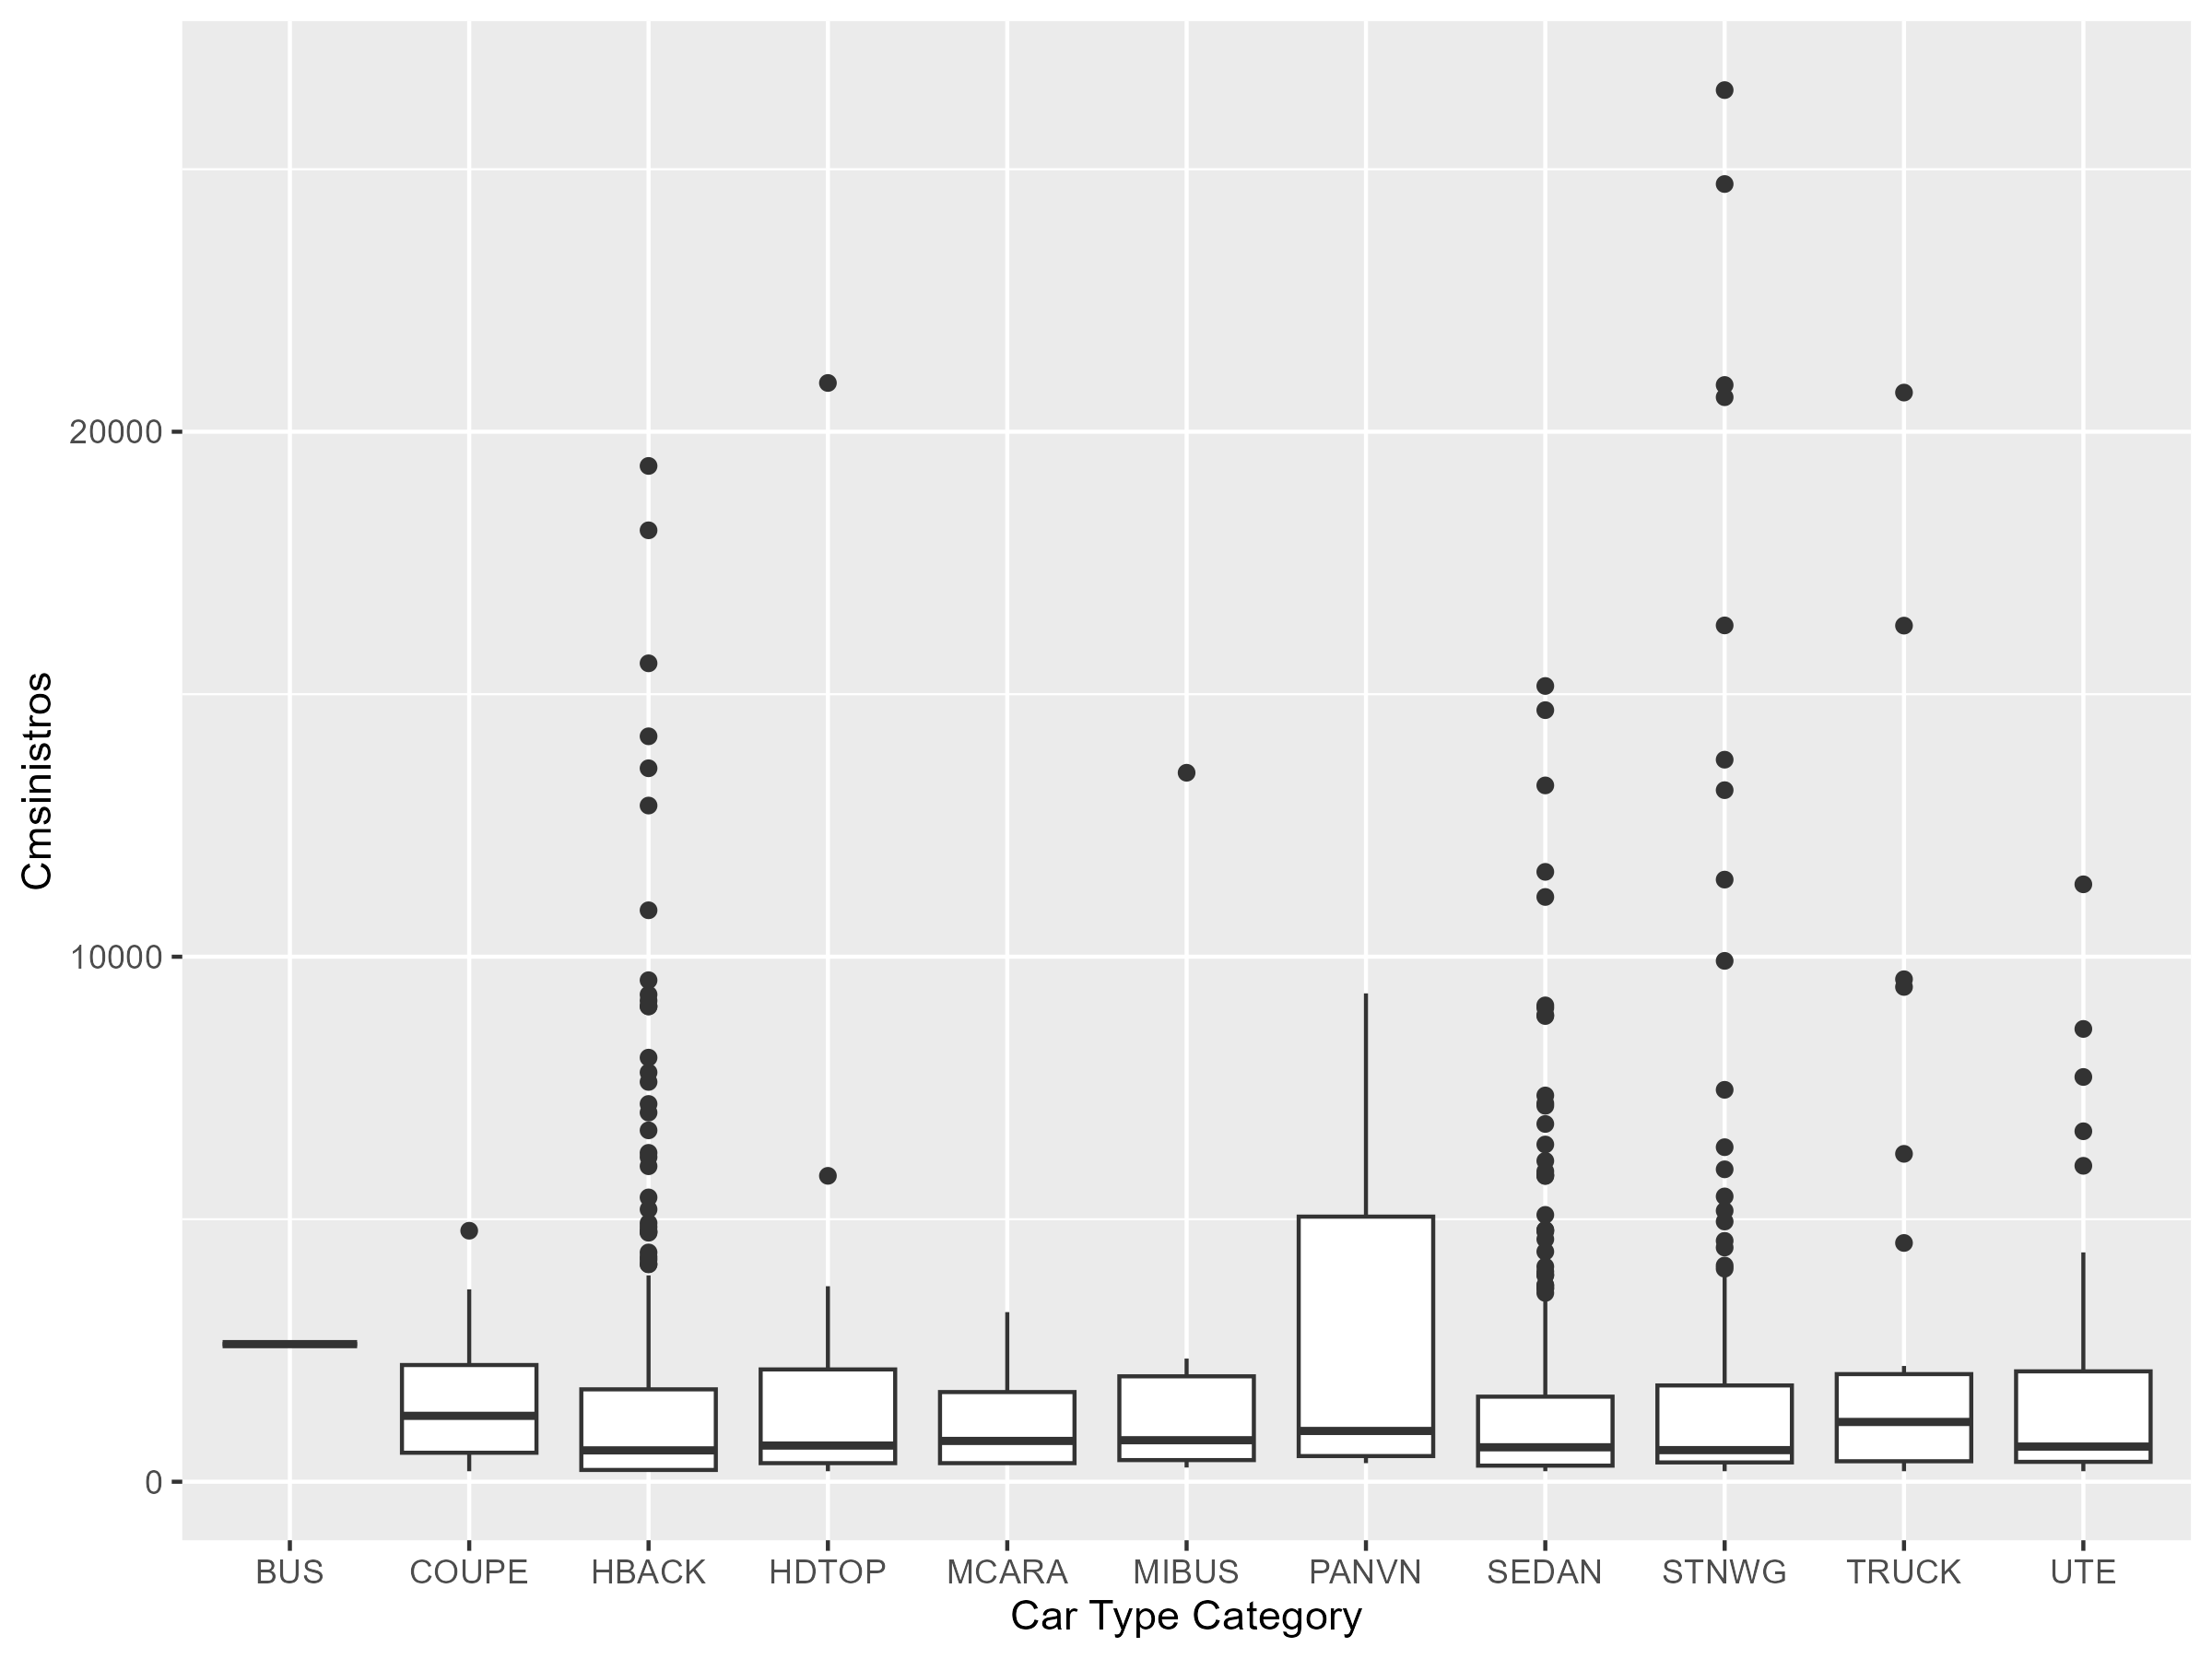 Cmsinistros
20000
10000
0
BUS COUPE HBACK HDTOP MCARA MIBUS PANVN SEDAN STNWG TRUCK UTE
Car Type Category